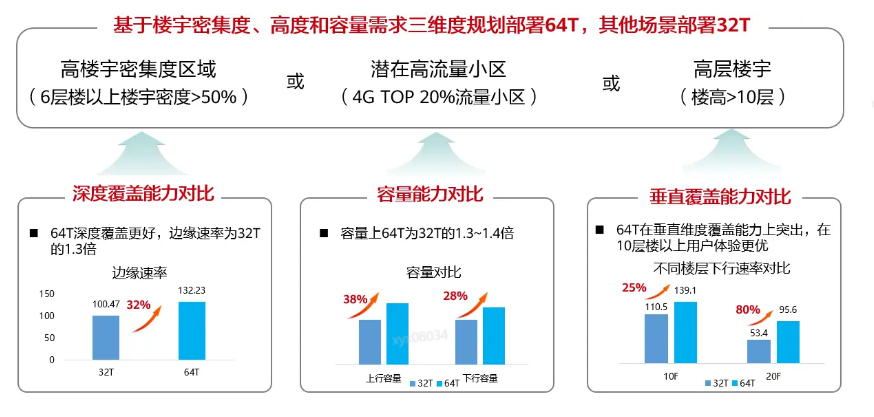 基于楼宇密集度、高度和容量需求三维度规划部署64T，其他场景部署32T
高楼宇密集度区域
（6层楼以上楼宇密度>50%）
或
潜在高流量小区
（4G TOP 20%流量小区）
或
高层楼宇
（楼高>10层）
深度覆盖能力对比
■ 64T深度覆盖更好，边缘速率为32T
的1.3倍
边缘速率
150
100
50
0
100.47
32%
132.23
32T
64T
容量能力对比
■ 容量上64T为32T的1.3~1.4倍
容量对比
38%
28%
上行容量
下行容量
32T
64T
垂直覆盖能力对比
■ 64T在垂直维度覆盖能力上突出，在
10层楼以上用户体验更优
不同楼层下行速率对比
25%
110.5
139.1
80%
53.4
95.6
10F
20F
32T
64T